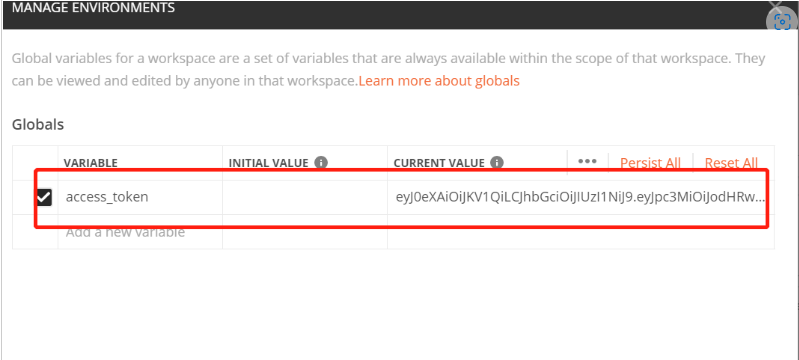 MANAGE ENVIRONMENTS
Global variables for a workspace are a set of variables that are always available within the scope of that workspace. They
can be viewed and edited by anyone in that workspace.Learn more about globals
Globals
VARIABLE INITIAL VALUE CURRENT VALUE ••• Persist All Reset All
access_token eyJ0eXAiOiJKV1QiLCJhbGciOiJIUzI1NiJ9.eyJpc3MiOiJodHRw...
Add a new variable